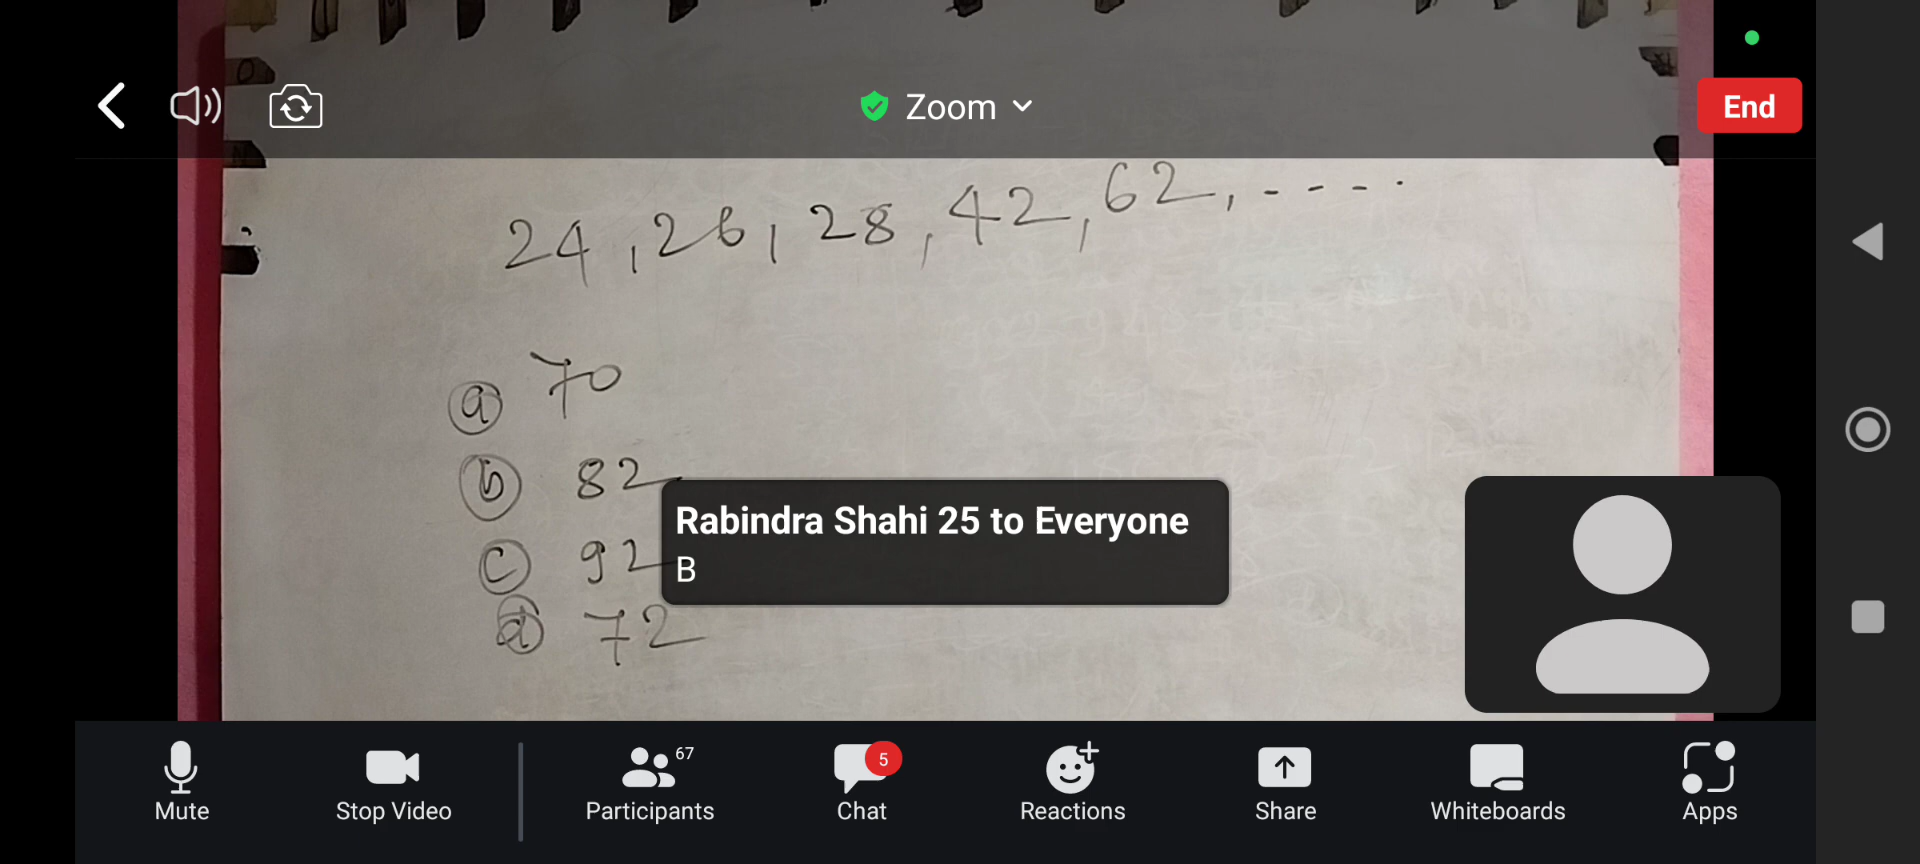 Zoom
End
24, 26, 28, 42, 62, - - - -
ⓐ 70
ⓑ 82
ⓒ 92
ⓓ 72
Rabindra Shahi 25 to Everyone
B
67
5
Mute
Stop Video
Participants
Chat
Reactions
Share
Whiteboards
Apps